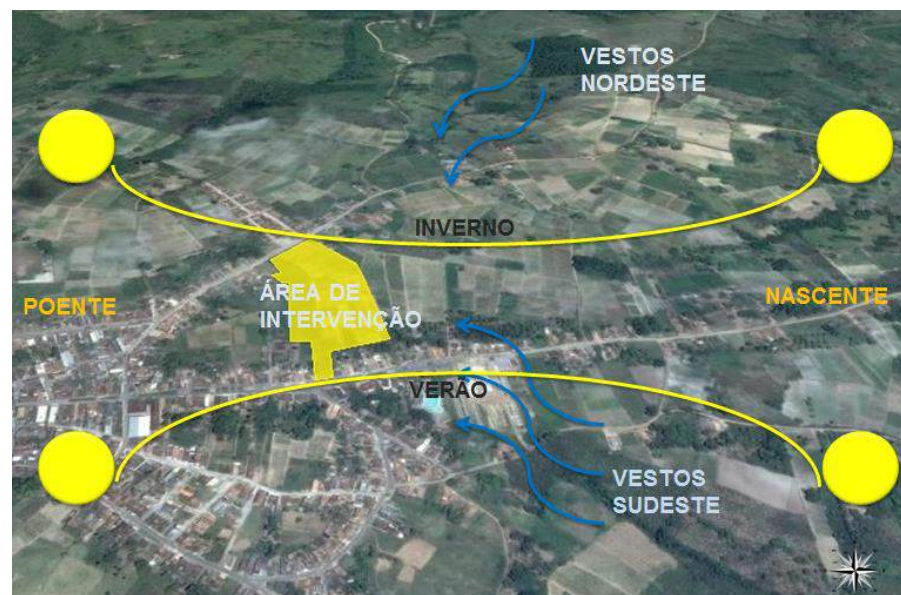 VESTOS
NORDESTE
INVERNO
POENTE
ÁREA DE
INTERVENÇÃO
NASCENTE
VERÃO
VESTOS
SUDESTE